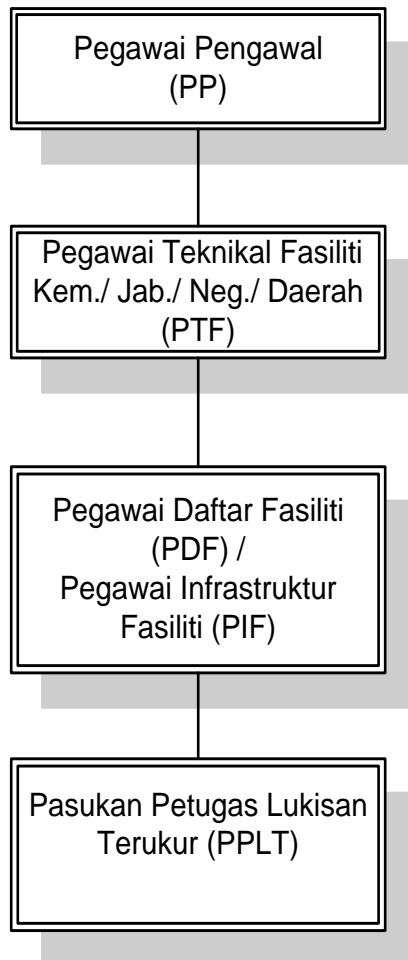 Pegawai Pengawal
(PP)
Pegawai Teknikal Fasiliti
Kem./ Jab./ Neg./ Daerah
(PTF)
Pegawai Daftar Fasiliti
(PDF) /
Pegawai Infrastruktur
Fasiliti (PIF)
Pasukan Petugas Lukisan
Terukur (PPLT)